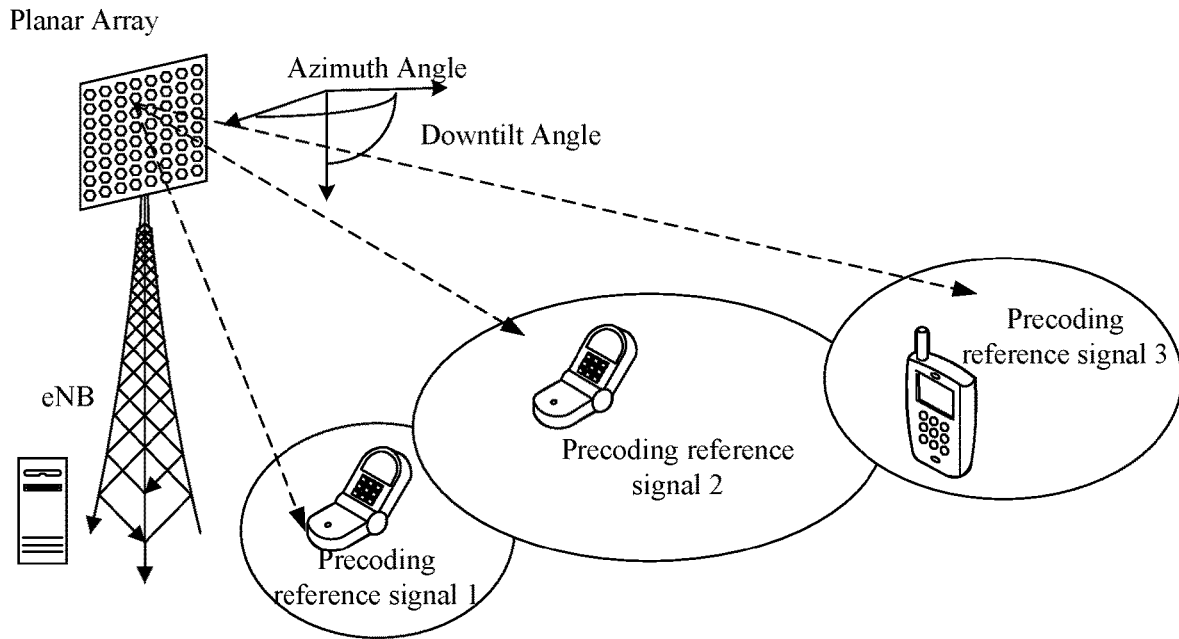 Planar Array
Azimuth Angle
Downtilt Angle
eNB
Precoding
reference signal 3
Precoding reference
signal 2
Precoding
reference signal 1